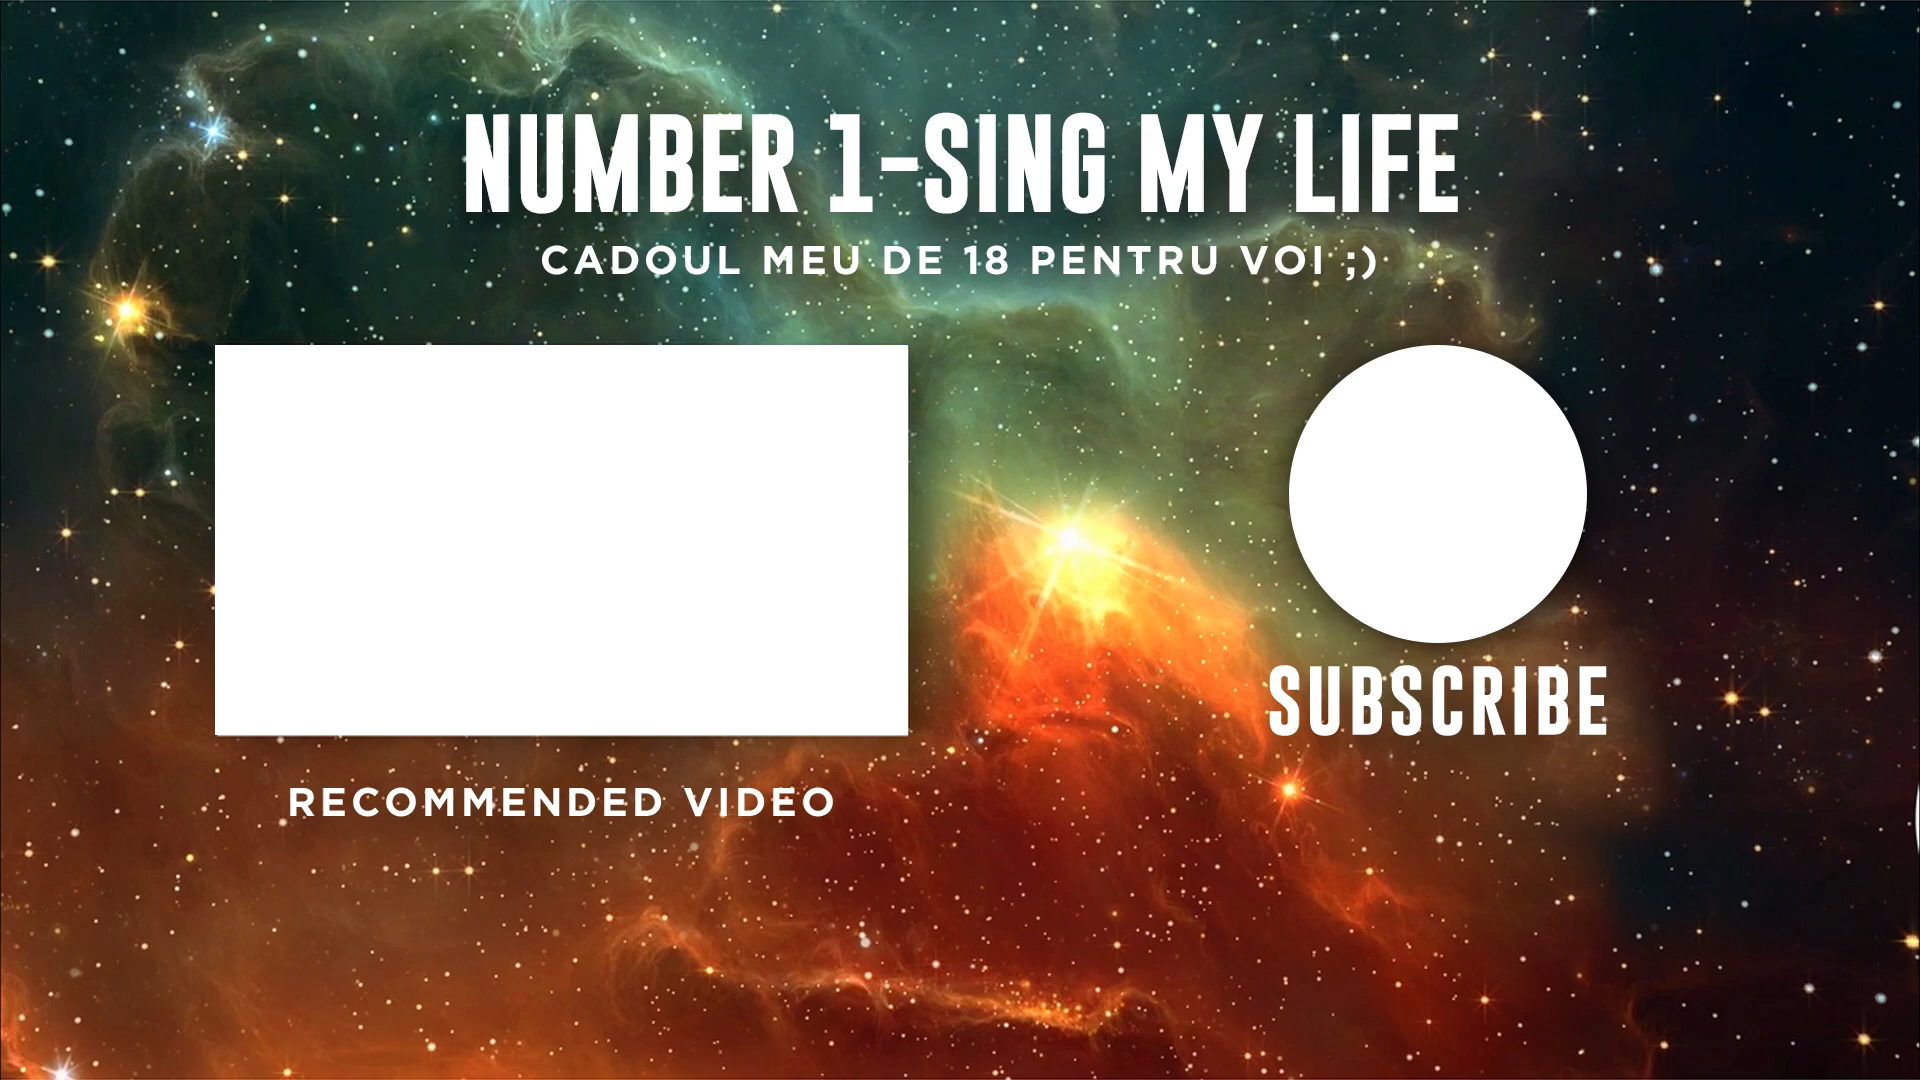 NUMBER 1-SING MY LIFE
CADOUL MEU DE 18 PENTRU VOI ;)
SUBSCRIBE
RECOMMENDED VIDEO